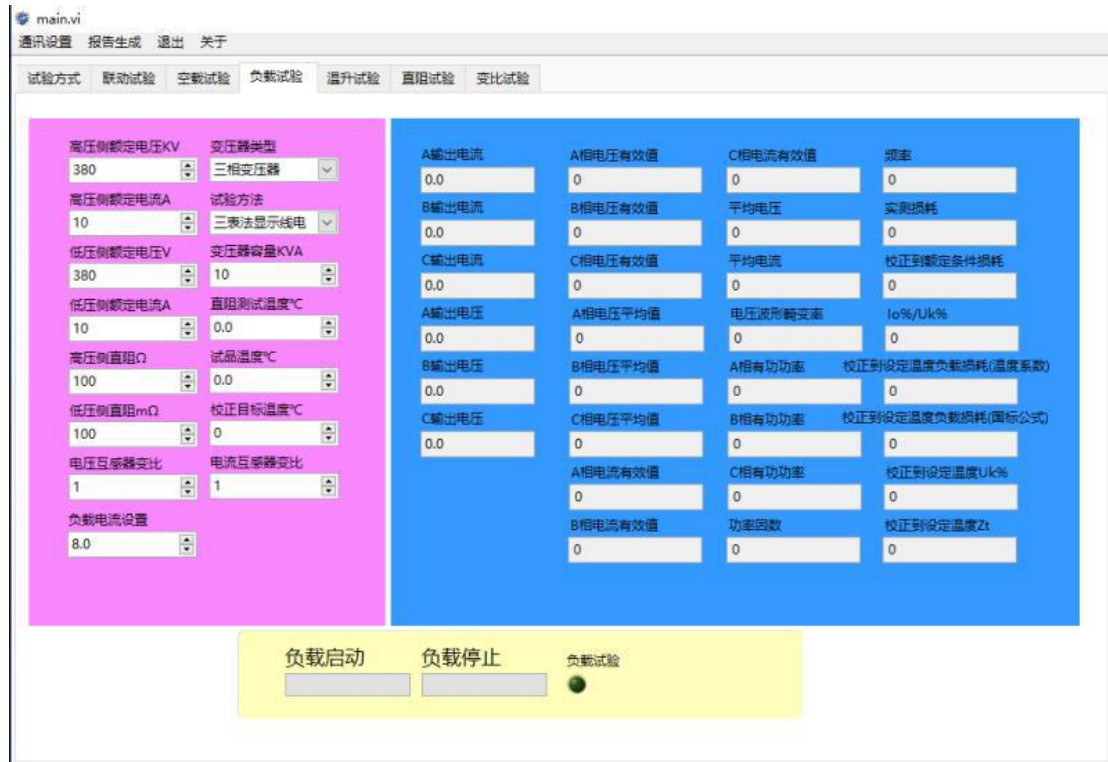 main.vi
通讯设置 报告生成 退出 关于
试验方式 联动试验 空载试验 负载试验 温升试验 直阻试验 变比试验
高压侧额定电压KV 变压器类型
380 三相变压器
高压侧额定电流A 试验方法
10 三表法显示线电
低压侧额定电压V 变压器容量KVA
380 10
低压侧额定电流A 直阻测试温度℃
10 0.0
高压侧直阻Ω 试品温度℃
100 0.0
低压侧直阻mΩ 校正目标温度℃
100 0
电压互感器变比 电流互感器变比
1 1
负载电流设置
8.0
A输出电流 A相电压有效值 C相电流有效值 频率
0.0 0 0 0
B输出电流 B相电压有效值 平均电压 实测损耗
0.0 0 0 0
C输出电流 C相电压有效值 平均电流 校正到额定条件损耗
0.0 0 0 0
A输出电压 A相电压平均值 电压波形畸变率 Io%/Uk%
0.0 0 0 0
B输出电压 B相电压平均值 A相有功功率 校正到设定温度负载损耗(温度系数)
0.0 0 0 0
C输出电压 C相电压平均值 B相有功功率 校正到设定温度负载损耗(国标公式)
0.0 0 0 0
A相电流有效值 C相有功功率 校正到设定温度Uk%
0 0 0
B相电流有效值 功率因数 校正到设定温度Zt
0 0 0
负载启动 负载停止 负载试验